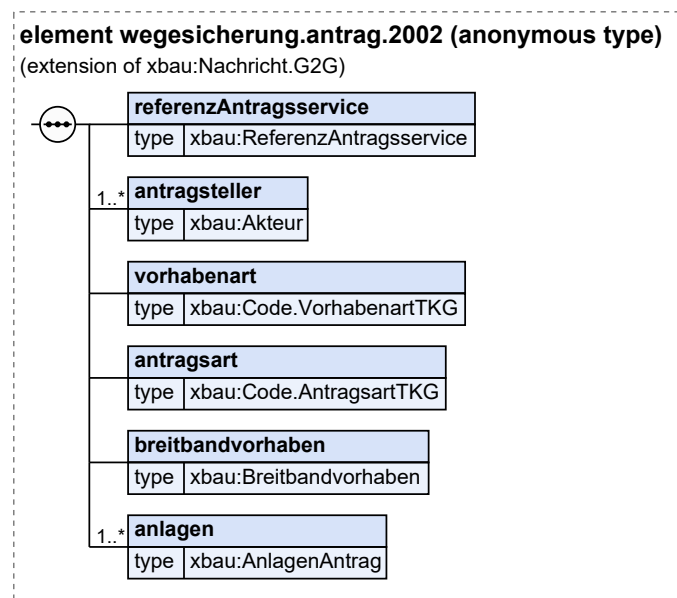 element wegesicherung.antrag.2002 (anonymous type)
(extension of xbau:Nachricht.G2G)
referenzAntragsservice
type xbau:ReferenzAntragsservice
1..* antragsteller
type xbau:Akteur
vorhabenart
type xbau:Code.VorhabenartTKG
antragsart
type xbau:Code.AntragsartTKG
breitbandvorhaben
type xbau:Breitbandvorhaben
1..* anlagen
type xbau:AnlagenAntrag